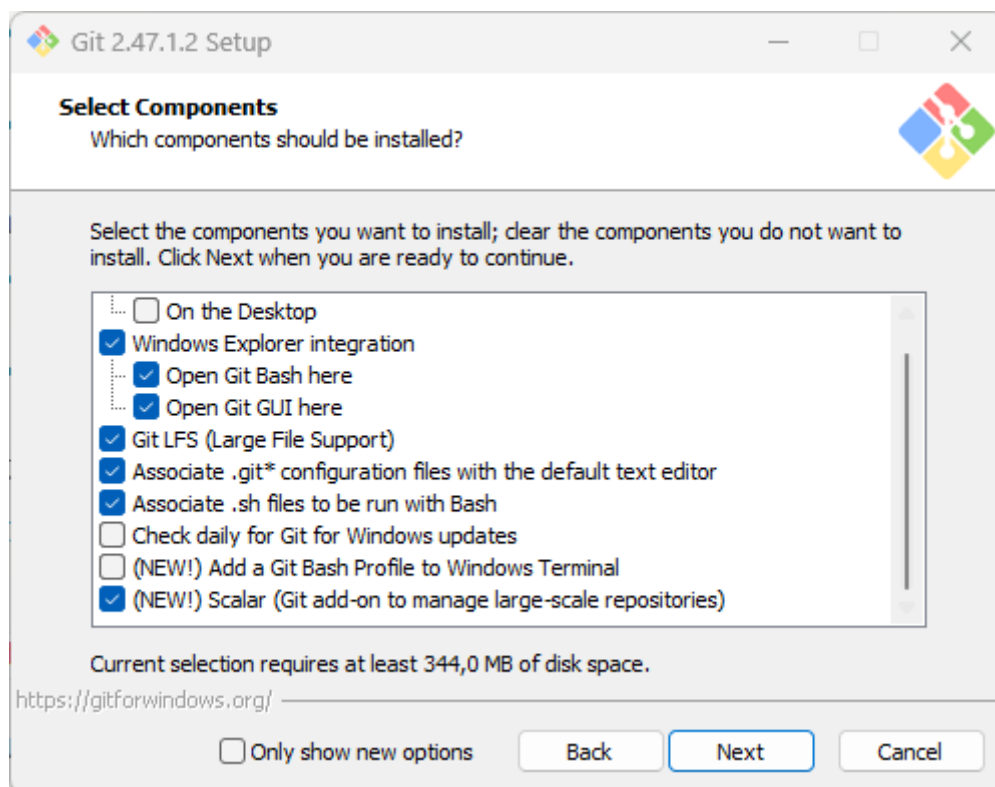 Git 2.47.1.2 Setup
Select Components
Which components should be installed?
Select the components you want to install; clear the components you do not want to
install. Click Next when you are ready to continue.
On the Desktop
Windows Explorer integration
Open Git Bash here
Open Git GUI here
Git LFS (Large File Support)
Associate .git* configuration files with the default text editor
Associate .sh files to be run with Bash
Check daily for Git for Windows updates
(NEW!) Add a Git Bash Profile to Windows Terminal
(NEW!) Scalar (Git add-on to manage large-scale repositories)
Current selection requires at least 344,0 MB of disk space.
https://gitforwindows.org/
Only show new options
Back
Next
Cancel